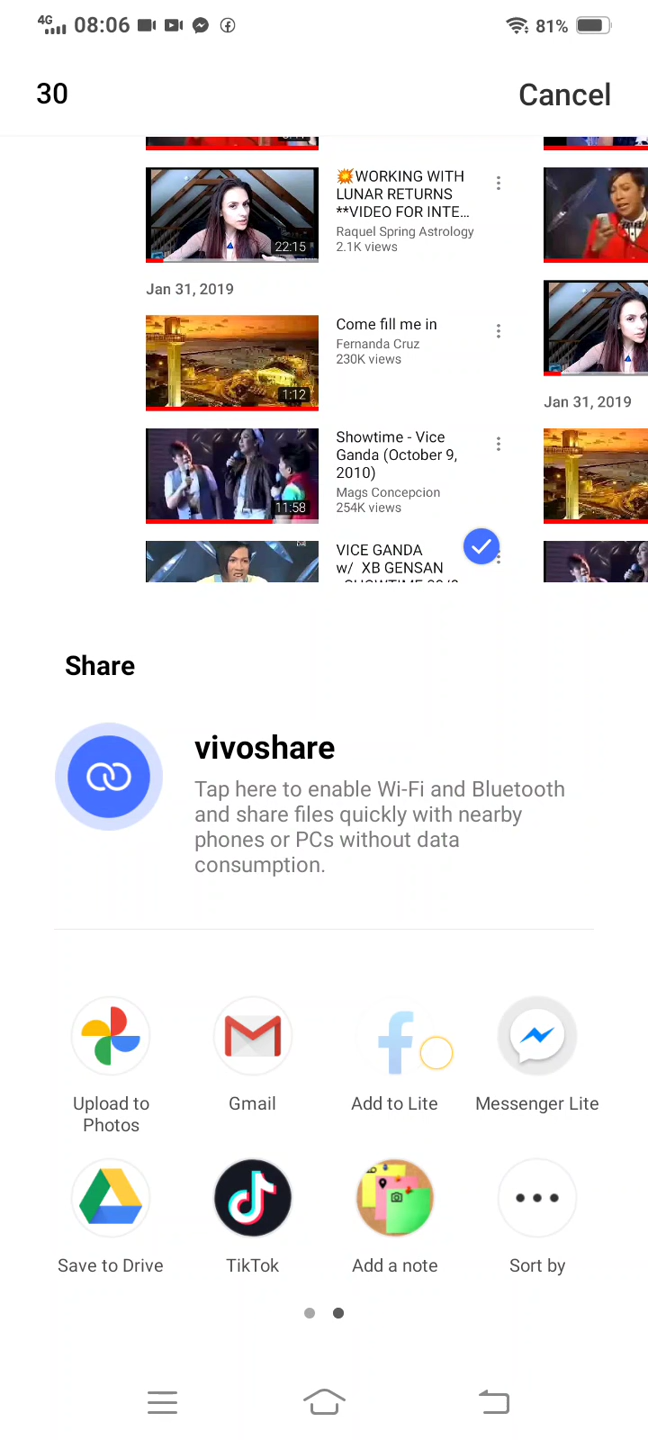 4G 08:06 81%
30 Cancel
💥WORKING WITH
LUNAR RETURNS
**VIDEO FOR INTE...
Raquel Spring Astrology
2.1K views
22:15
Jan 31, 2019
Come fill me in
Fernanda Cruz
230K views
1:12
Showtime - Vice
Ganda (October 9,
2010)
Mags Concepcion
254K views
11:58
VICE GANDA
w/ XB GENSAN
Jan 31, 2019
Share
vivoshare
Tap here to enable Wi-Fi and Bluetooth
and share files quickly with nearby
phones or PCs without data
consumption.
Upload to
Photos
Gmail
Add to Lite
Messenger Lite
Save to Drive
TikTok
Add a note
Sort by